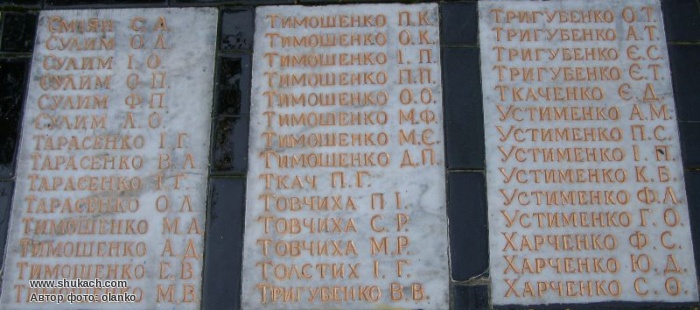 Сміян С.А.
Сулим С.А.
Сулим І.О.
Сулим О.П.
Сулим Ф.П.
Сулим Л.О.
Тарасенко І.Г.
Тарасенко В.Л.
Тарасенко І.Г.
Тарасенко О.Л.
Тимошенко М.А.
Тимошенко А.Д.
Тимошенко Є.В.
Тимошенко М.В.
Тимошенко П.К.
Тимошенко О.К.
Тимошенко І.П.
Тимошенко П.П.
Тимошенко О.О.
Тимошенко М.Ф.
Тимошенко М.Є.
Тимошенко Д.П.
Ткач П.Г.
Товчиха П.І.
Товчиха С.Р.
Товчиха М.Р.
Толстих І.Г.
Тригубенко В.В.
Тригубенко О.Т.
Тригубенко А.Т.
Тригубенко Є.С.
Тригубенко Є.Т.
Ткаченко Є.Д.
Устименко А.М.
Устименко П.С.
Устименко І.П.
Устименко К.Б.
Устименко Ф.Л.
Устименко Г.О.
Харченко Ф.С.
Харченко Ю.Д.
Харченко С.О.
www.shukach.com
Автор фото: olanko